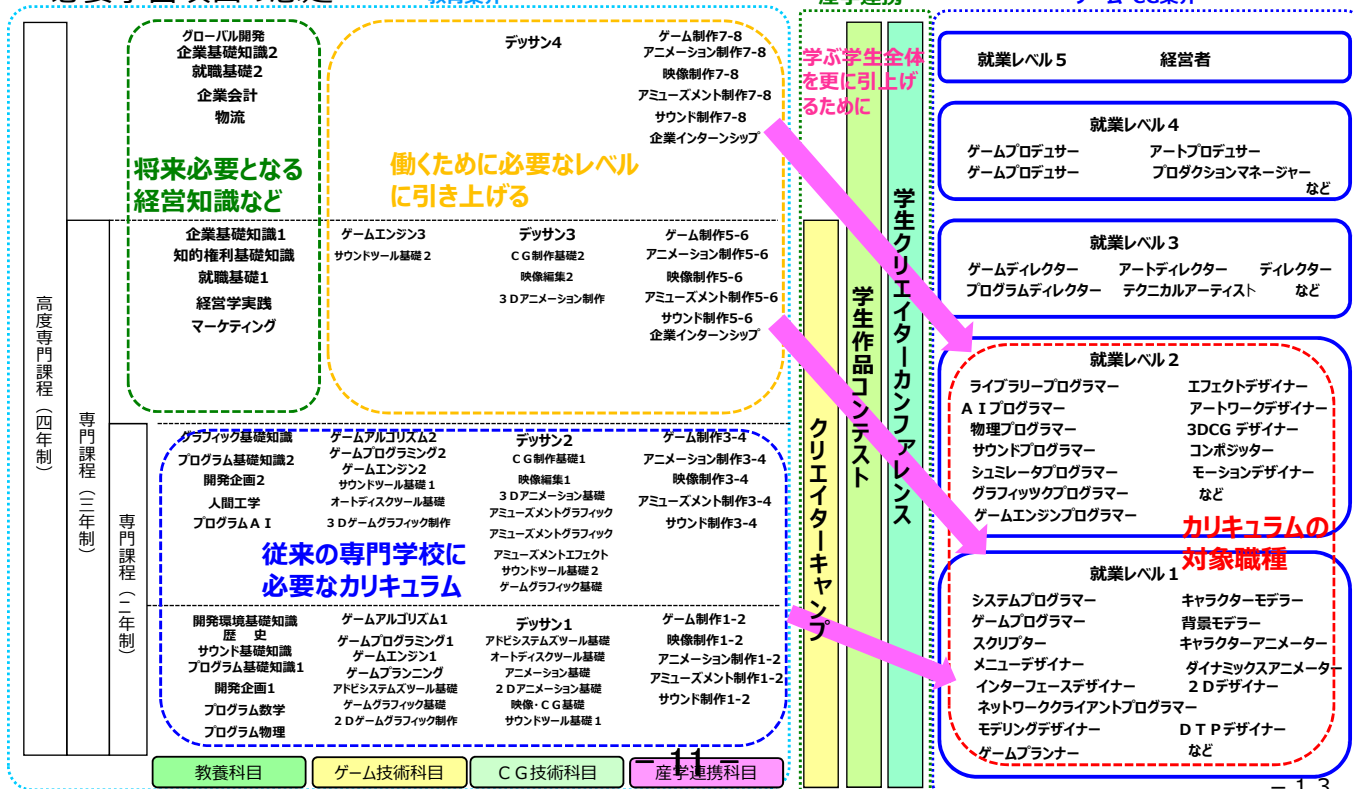 教育業界
産学連携
ゲーム・CG業界
高度専門課程（四年制）
専門課程（三年制）
専門課程（二年制）
グローバル開発
企業基礎知識2
就職基礎2
企業会計
物流
将来必要となる
経営知識など
デッサン4
ゲーム制作7-8
アニメーション制作7-8
映像制作7-8
アミューズメント制作7-8
サウンド制作7-8
企業インターンシップ
働くために必要なレベル
に引き上げる
企業基礎知識1
知的権利基礎知識
就職基礎1
経営学実践
マーケティング
ゲームエンジン3
サウンドツール基礎２
デッサン3
ＣＧ制作基礎2
映像編集2
３Ｄアニメーション制作
ゲーム制作5-6
アニメーション制作5-6
映像制作5-6
アミューズメント制作5-6
サウンド制作5-6
企業インターンシップ
グラフィック基礎知識
プログラム基礎知識2
開発企画2
人間工学
プログラムＡＩ
ゲームアルゴリズム2
ゲームプログラミング2
ゲームエンジン2
サウンドツール基礎１
オートディスクツール基礎
３Ｄゲームグラフィック制作
デッサン2
ＣＧ制作基礎1
映像編集1
３Ｄアニメーション基礎
アミューズメントグラフィック
アミューズメントグラフィック
アミューズメントエフェクト
サウンドツール基礎２
ゲームグラフィック基礎
ゲーム制作3-4
アニメーション制作3-4
映像制作3-4
アミューズメント制作3-4
サウンド制作3-4
従来の専門学校に
必要なカリキュラム
開発環境基礎知識
歴　史
サウンド基礎知識
プログラム基礎知識1
開発企画1
プログラム数学
プログラム物理
ゲームアルゴリズム1
ゲームプログラミング1
ゲームエンジン1
ゲームプランニング
アドビシステムズツール基礎
ゲームグラフィック基礎
２Ｄゲームグラフィック制作
デッサン1
アドビシステムズツール基礎
オートディスクツール基礎
アニメーション基礎
２Ｄアニメーション基礎
映像・ＣＧ基礎
サウンドツール基礎１
ゲーム制作1-2
映像制作1-2
アニメーション制作1-2
アミューズメント制作1-2
サウンド制作1-2
教養科目
ゲーム技術科目
ＣＧ技術科目
産学連携科目
－11－
学ぶ学生全体
を更に引上げ
るために
クリエイターキャンプ
学生作品コンテスト
学生クリエイターカンファレンス
就業レベル５　経営者
就業レベル４
ゲームプロデュサー　アートプロデュサー
ゲームプロデュサー　プロダクションマネージャー
など
就業レベル３
ゲームディレクター　アートディレクター　ディレクター
プログラムディレクター　テクニカルアーティスト　など
就業レベル２
ライブラリープログラマー　エフェクトデザイナー
ＡＩプログラマー　アートワークデザイナー
物理プログラマー　3DCG デザイナー
サウンドプログラマー　コンポジッター
シュミレータプログラマー　モーションデザイナー
グラフィッツクプログラマー　など
ゲームエンジンプログラマー
カリキュラムの
対象職種
就業レベル１
システムプログラマー　キャラクターモデラー
ゲームプログラマー　背景モデラー
スクリプター　キャラクターアニメーター
メニューデザイナー　ダイナミックスアニメーター
インターフェースデザイナー　２Ｄデザイナー
ネットワーククライアントプログラマー
モデリングデザイナー　ＤＴＰデザイナー
ゲームプランナー　など
－１３